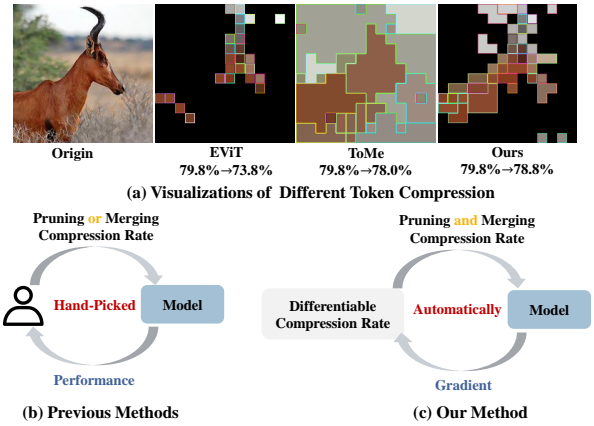 Origin
EViT
ToMe
Ours
79.8%→73.8%
79.8%→78.0%
79.8%→78.8%
(a) Visualizations of Different Token Compression
Pruning or Merging
Compression Rate
Hand-Picked
Model
Performance
(b) Previous Methods
Pruning and Merging
Compression Rate
Differentiable
Compression Rate
Automatically
Model
Gradient
(c) Our Method